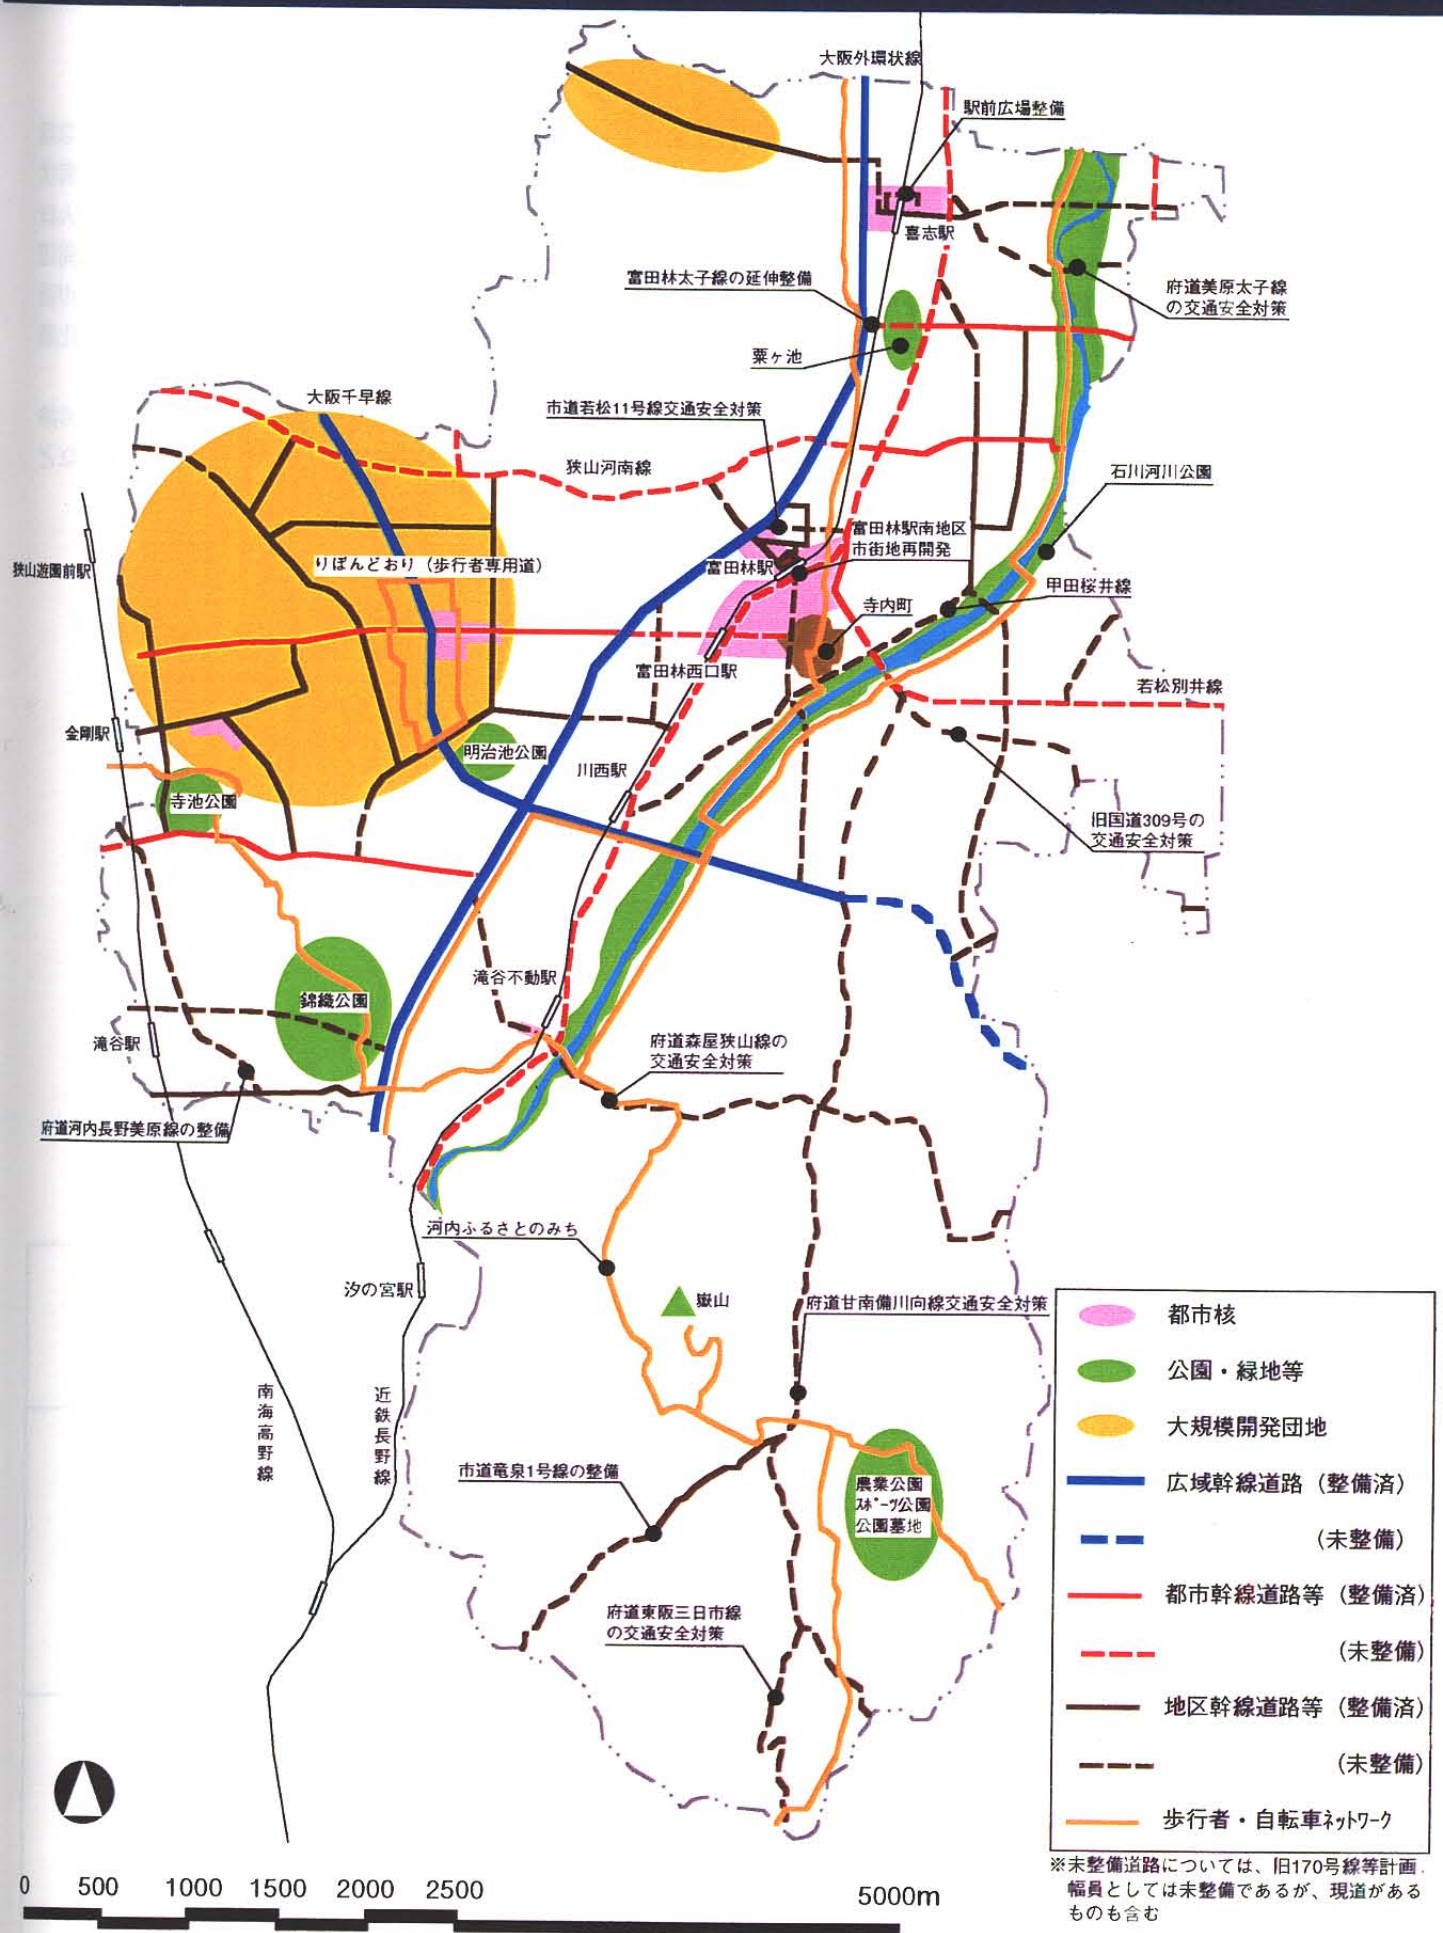 大阪外環状線
駅前広場整備
喜志駅
富田林太子線の延伸整備
府道美原太子線
の交通安全対策
粟ヶ池
大阪千早線
市道若松11号線交通安全対策
狭山河南線
石川河川公園
富田林駅南地区
市街地再開発
狭山遊園前駅
りぼんどおり（歩行者専用道）
富田林駅
甲田桜井線
寺内町
富田林西口駅
若松別井線
金剛駅
明治池公園
川西駅
寺池公園
旧国道309号の
交通安全対策
滝谷不動駅
錦織公園
滝谷駅
府道森屋狭山線の
交通安全対策
府道河内長野美原線の整備
河内ふるさとのみち
汐の宮駅
嶽山
府道甘南備川向線交通安全対策
南海高野線
近鉄長野線
市道竜泉1号線の整備
農業公園
ｽﾎﾟｰﾂ公園
公園墓地
府道東阪三日市線
の交通安全対策
都市核
公園・緑地等
大規模開発団地
広域幹線道路（整備済）
（未整備）
都市幹線道路等（整備済）
（未整備）
地区幹線道路等（整備済）
（未整備）
歩行者・自転車ﾈｯﾄﾜｰｸ
※未整備道路については、旧170号線等計画
幅員としては未整備であるが、現道がある
ものも含む
0 500 1000 1500 2000 2500 5000m